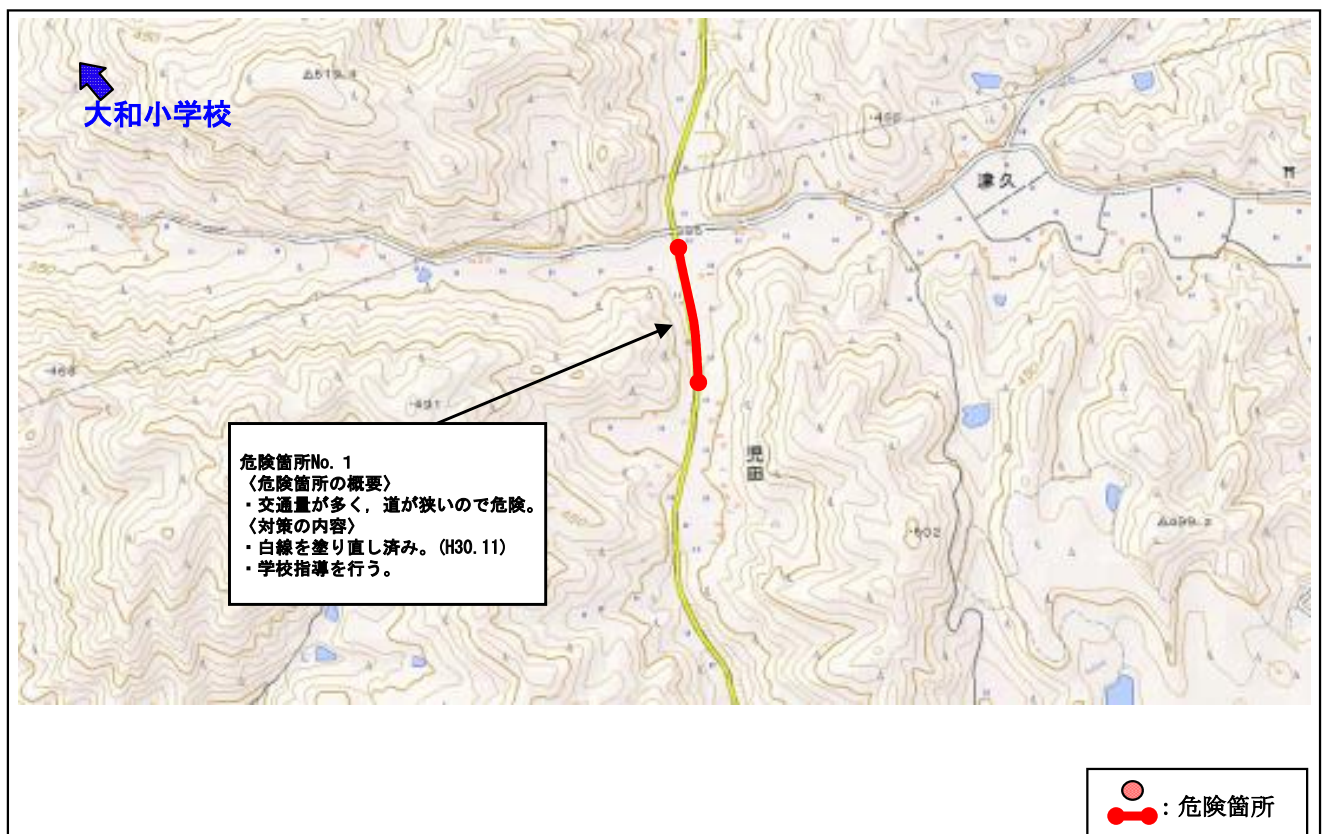 大和小学校
津久
児田
危険箇所No. 1
〈危険箇所の概要〉
・交通量が多く，道が狭いので危険。
〈対策の内容〉
・白線を塗り直し済み。(H30.11)
・学校指導を行う。
・491
・502
：危険箇所